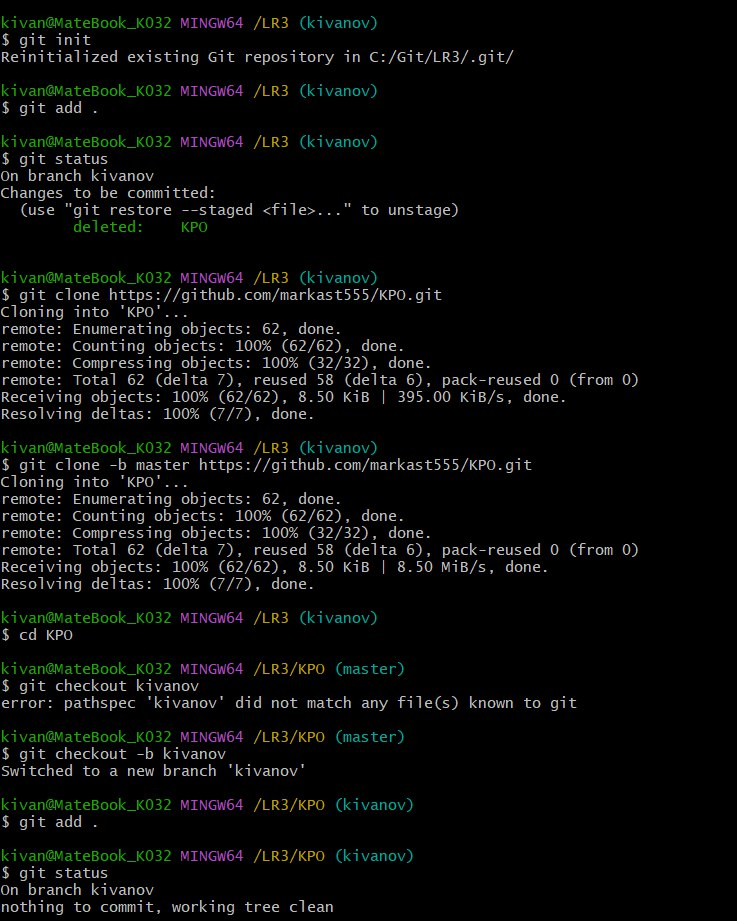 kivan@MateBook_K032 MINGW64 /LR3 (kivanov)
$ git init
Reinitialized existing Git repository in C:/Git/LR3/.git/
kivan@MateBook_K032 MINGW64 /LR3 (kivanov)
$ git add .
kivan@MateBook_K032 MINGW64 /LR3 (kivanov)
$ git status
On branch kivanov
Changes to be committed:
  (use "git restore --staged <file>..." to unstage)
        deleted:    KPO
kivan@MateBook_K032 MINGW64 /LR3 (kivanov)
$ git clone https://github.com/markast555/KPO.git
Cloning into 'KPO'...
remote: Enumerating objects: 62, done.
remote: Counting objects: 100% (62/62), done.
remote: Compressing objects: 100% (32/32), done.
remote: Total 62 (delta 7), reused 58 (delta 6), pack-reused 0 (from 0)
Receiving objects: 100% (62/62), 8.50 KiB | 395.00 KiB/s, done.
Resolving deltas: 100% (7/7), done.
kivan@MateBook_K032 MINGW64 /LR3 (kivanov)
$ git clone -b master https://github.com/markast555/KPO.git
Cloning into 'KPO'...
remote: Enumerating objects: 62, done.
remote: Counting objects: 100% (62/62), done.
remote: Compressing objects: 100% (32/32), done.
remote: Total 62 (delta 7), reused 58 (delta 6), pack-reused 0 (from 0)
Receiving objects: 100% (62/62), 8.50 KiB | 8.50 MiB/s, done.
Resolving deltas: 100% (7/7), done.
kivan@MateBook_K032 MINGW64 /LR3 (kivanov)
$ cd KPO
kivan@MateBook_K032 MINGW64 /LR3/KPO (master)
$ git checkout kivanov
error: pathspec 'kivanov' did not match any file(s) known to git
kivan@MateBook_K032 MINGW64 /LR3/KPO (master)
$ git checkout -b kivanov
Switched to a new branch 'kivanov'
kivan@MateBook_K032 MINGW64 /LR3/KPO (kivanov)
$ git add .
kivan@MateBook_K032 MINGW64 /LR3/KPO (kivanov)
$ git status
On branch kivanov
nothing to commit, working tree clean